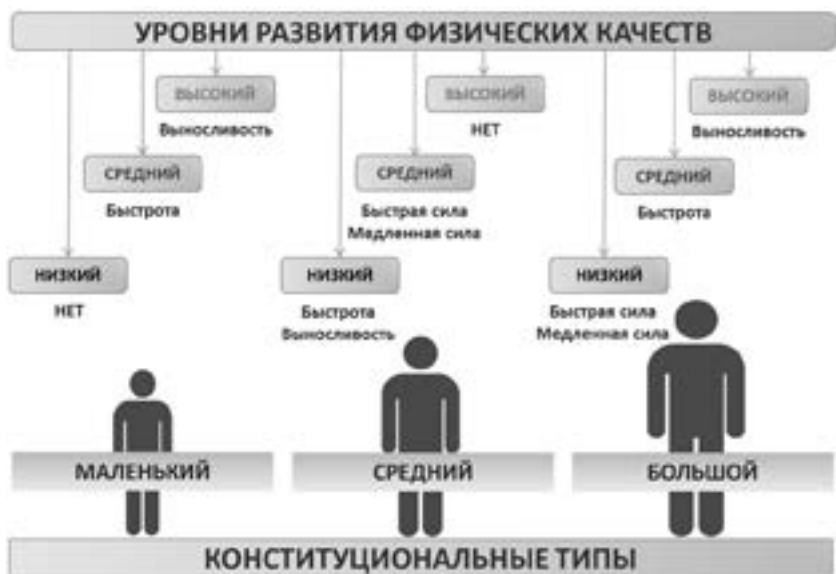 УРОВНИ РАЗВИТИЯ ФИЗИЧЕСКИХ КАЧЕСТВ
ВЫСОКИЙ
Выносливость
СРЕДНИЙ
Быстрота
НИЗКИЙ
НЕТ
ВЫСОКИЙ
НЕТ
СРЕДНИЙ
Быстрая сила
Медленная сила
НИЗКИЙ
Быстрота
Выносливость
ВЫСОКИЙ
Выносливость
СРЕДНИЙ
Быстрота
НИЗКИЙ
Быстрая сила
Медленная сила
МАЛЕНЬКИЙ
СРЕДНИЙ
БОЛЬШОЙ
КОНСТИТУЦИОНАЛЬНЫЕ ТИПЫ